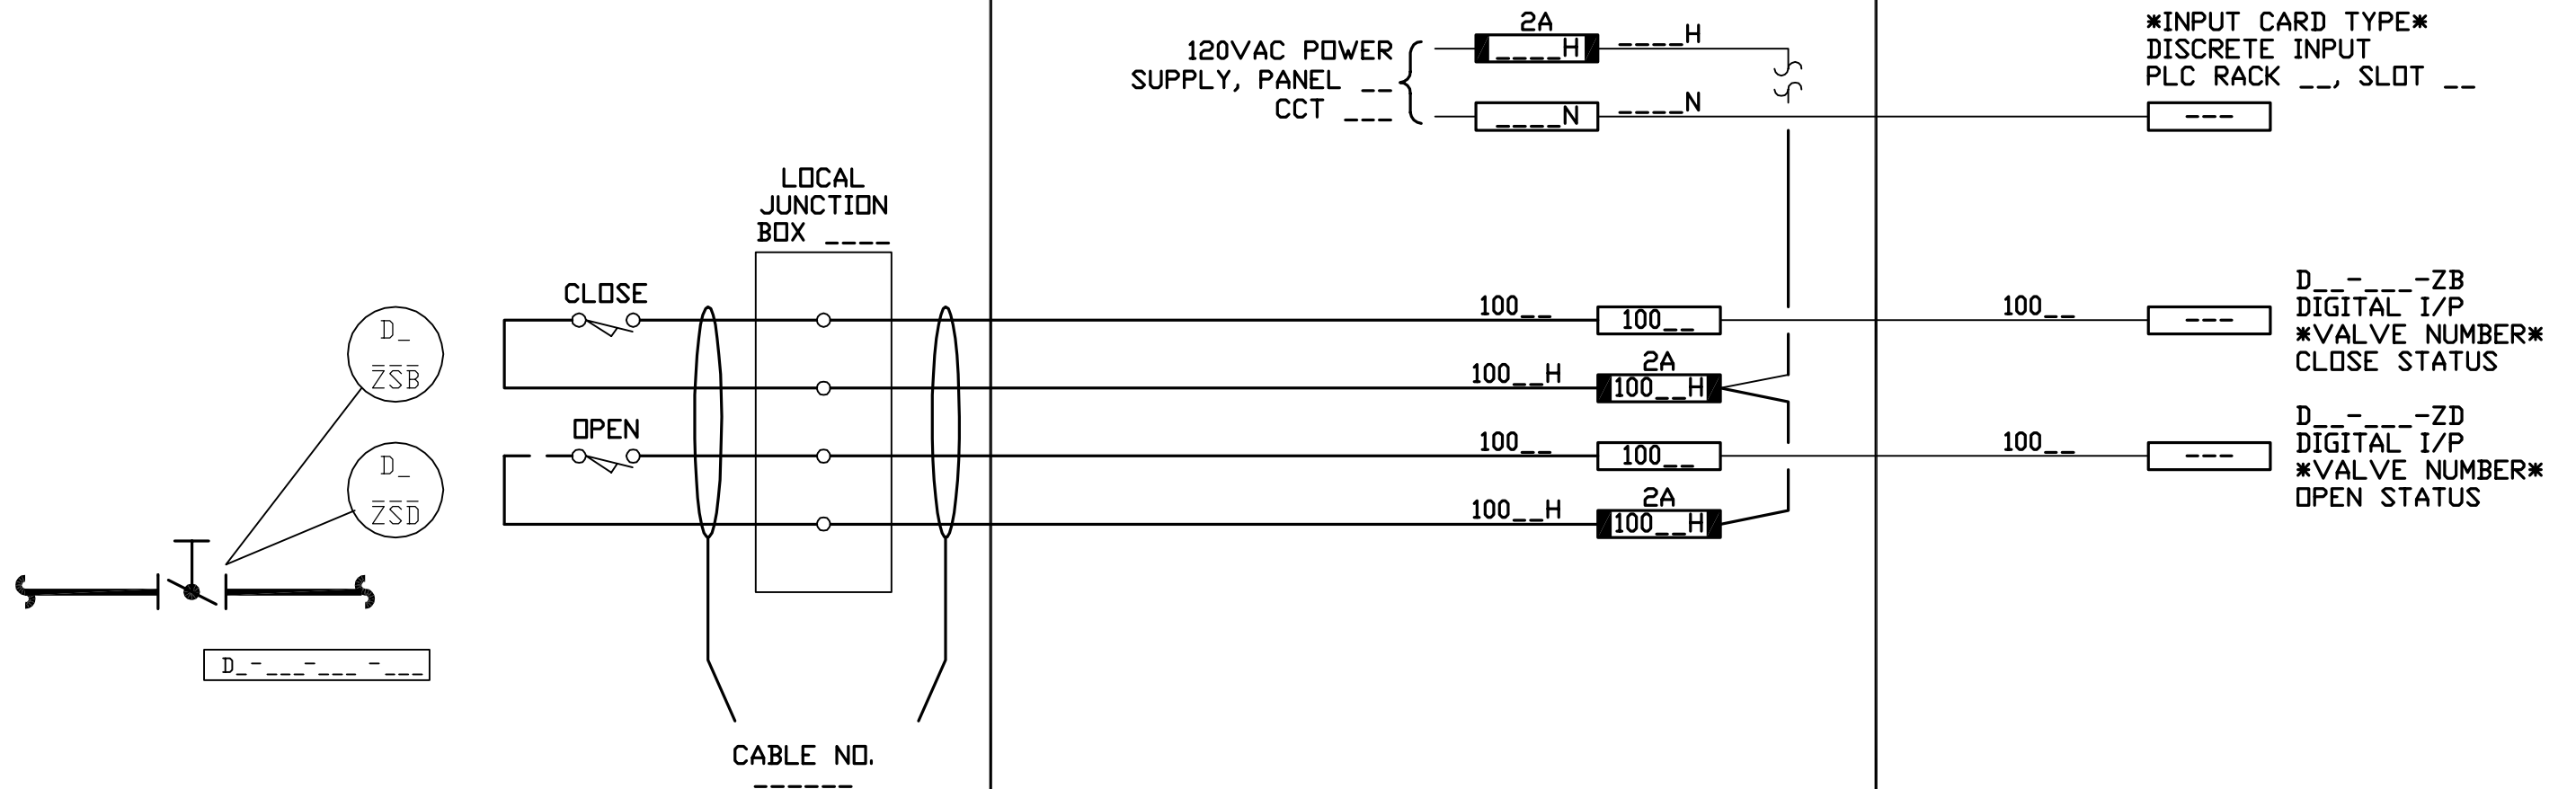 2A
120VAC POWER
SUPPLY, PANEL __
CCT ___
____H
____H
____N
____N
*INPUT CARD TYPE*
DISCRETE INPUT
PLC RACK __, SLOT __
---
LOCAL
JUNCTION
BOX ____
CLOSE
D_
ZSB
100__
100__
100__
---
D__-___-ZB
DIGITAL I/P
*VALVE NUMBER*
CLOSE STATUS
2A
100__H
100__H
OPEN
D_
ZSD
100__
100__
100__
---
D__-___-ZD
DIGITAL I/P
*VALVE NUMBER*
OPEN STATUS
2A
100__H
100__H
D_-___-___-___
CABLE NO.
______